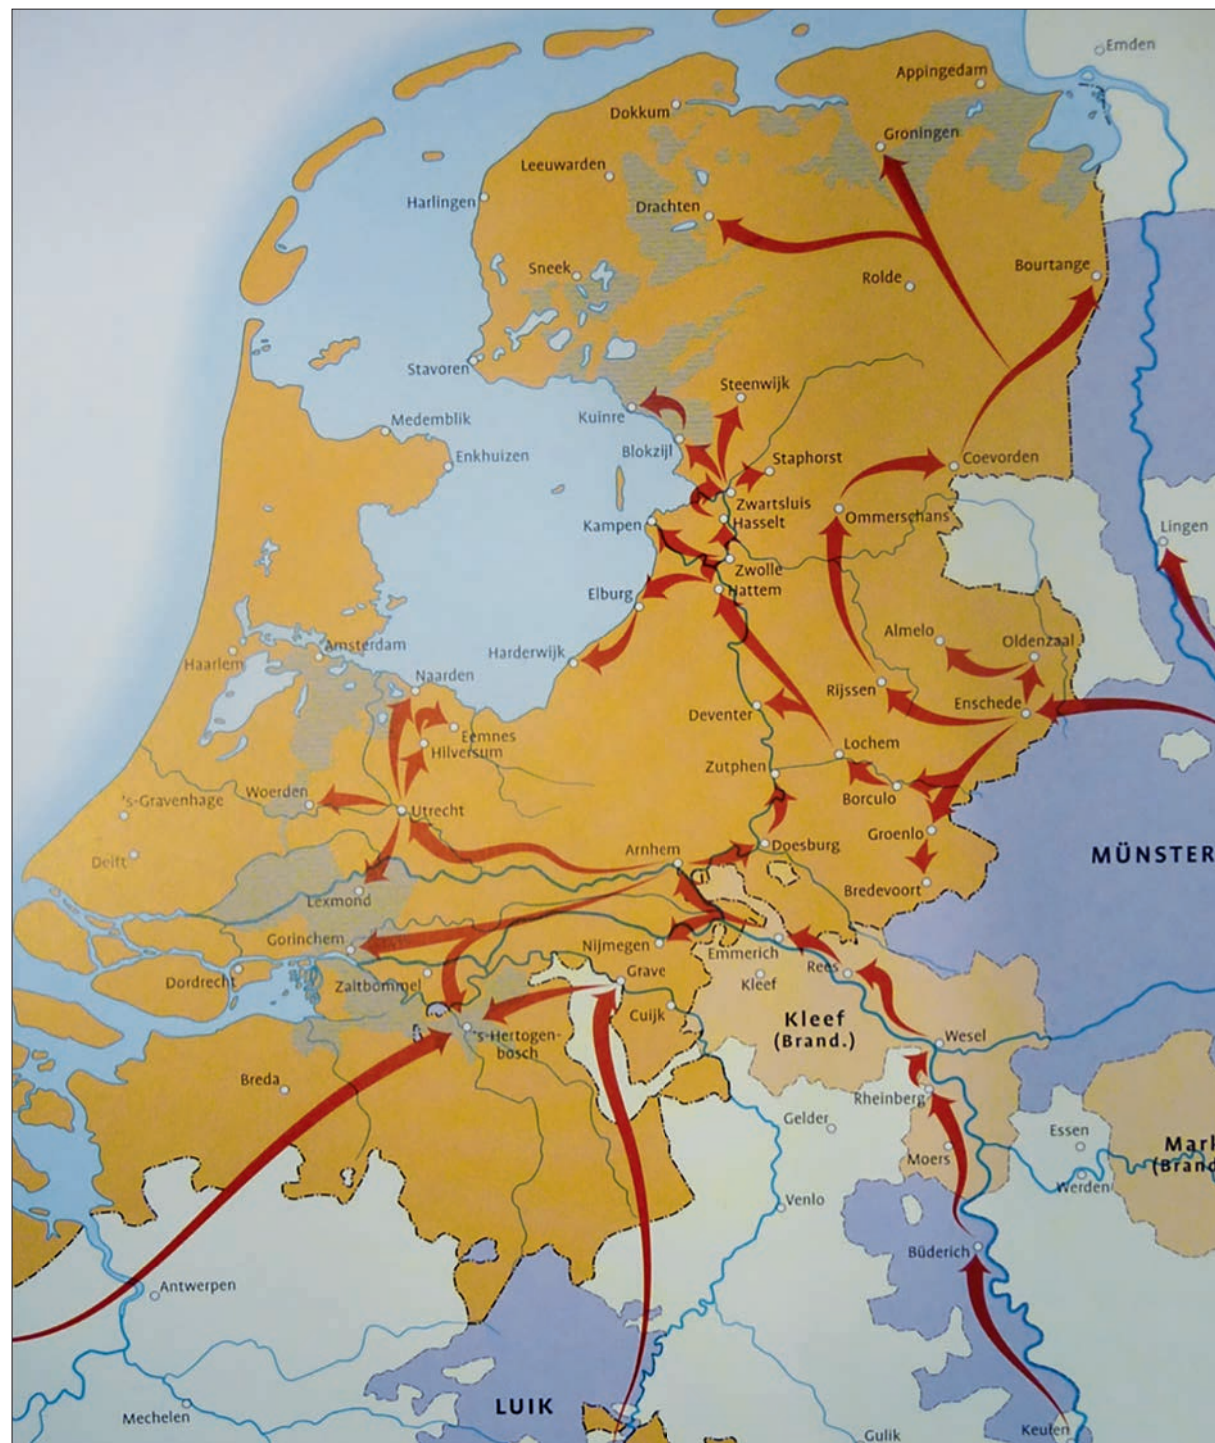 Emden
Appingedam
Dokkum
Groningen
Leeuwarden
Harlingen
Drachten
Sneek
Rolde
Bourtange
Stavoren
Steenwijk
Medemblik
Kuinre
Enkhuizen
Blokzijl
Staphorst
Coevorden
Zwartsluis
Kampen
Hasselt
Ommerschans
Lingen
Zwolle
Elburg
Hattem
Almelo
Oldenzaal
Amsterdam
Haarlem
Harderwijk
Naarden
Rijssen
Enschede
Deventer
Eemnes
Hilversum
Lochem
Zutphen
's-Gravenhage
Woerden
Utrecht
Borculo
Groenlo
Delft
Arnhem
Doesburg
MÜNSTER
Bredevoort
Lexmond
Gorinchem
Nijmegen
Emmerich
Rees
Dordrecht
Zaltbommel
Grave
Kleef
Cuijk
Kleef
(Brand.)
's-Hertogen-
bosch
Wesel
Breda
Rheinberg
Gelder
Essen
Moers
Mark
(Brand
Werden
Venlo
Büderich
Antwerpen
LUIK
Mechelen
Keulen
Gulik